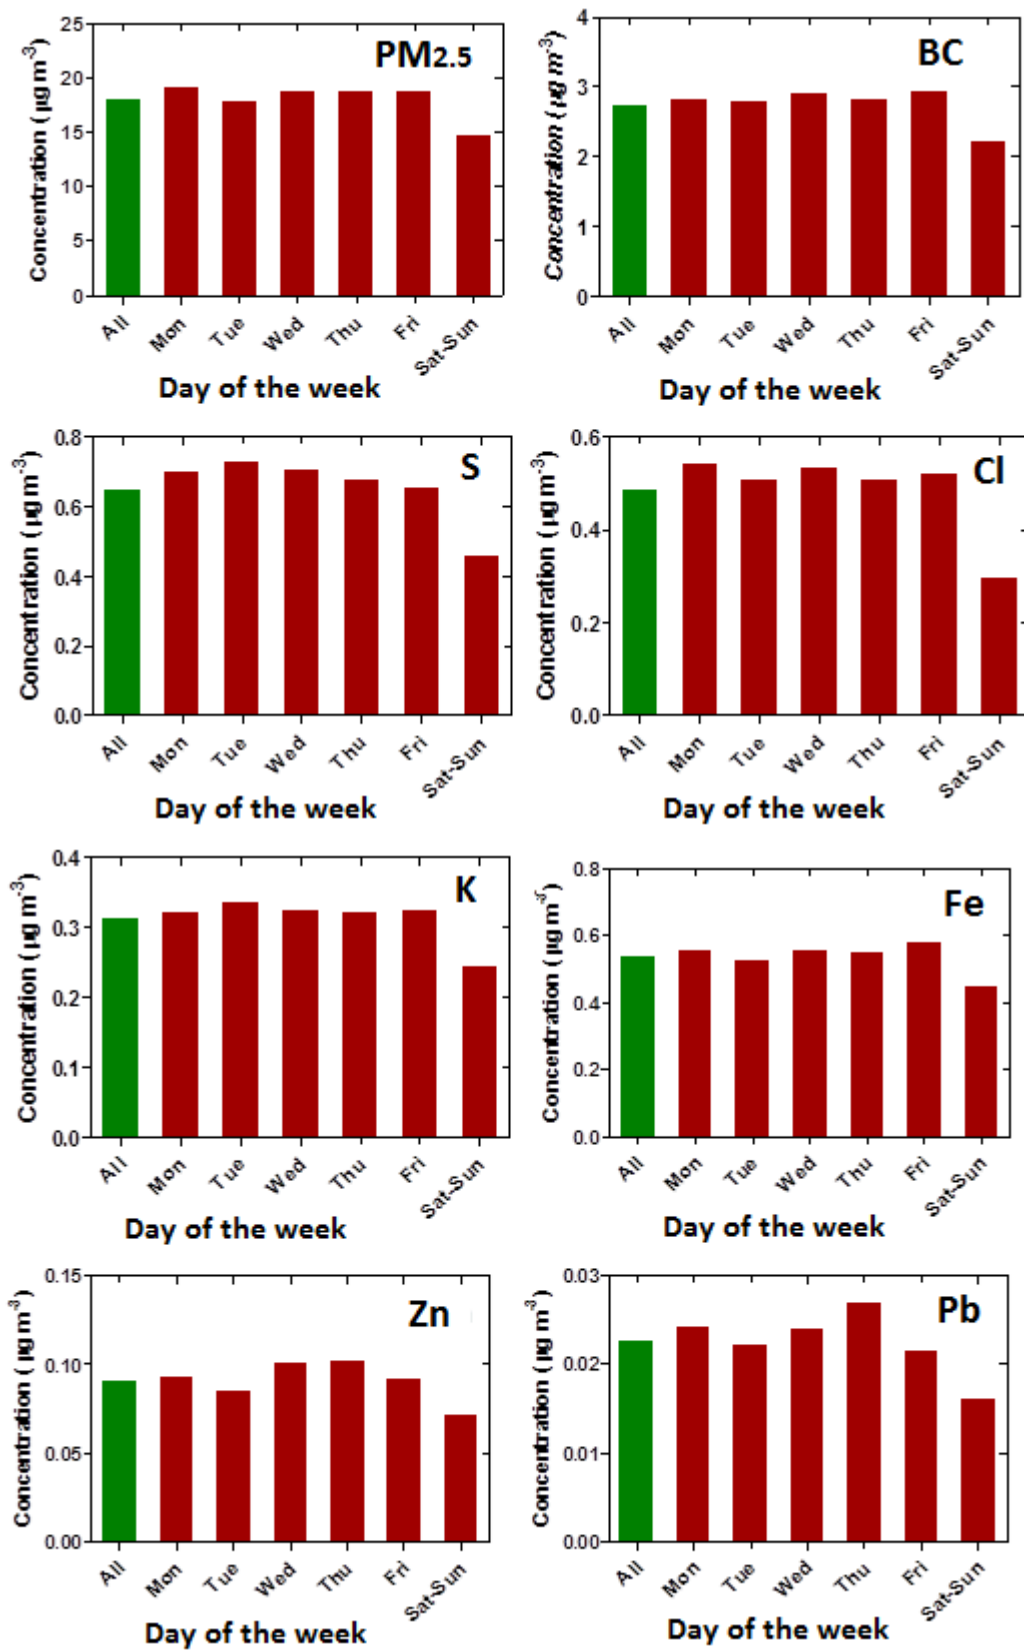 PM2.5
Concentration (µg m-3)
25
20
15
10
5
0
All Mon Tue Wed Thu Fri Sat-Sun
Day of the week
BC
Concentration (µg m-3)
4
3
2
1
0
All Mon Tue Wed Thu Fri Sat-Sun
Day of the week
S
Concentration (µg m-3)
0.8
0.6
0.4
0.2
0.0
All Mon Tue Wed Thu Fri Sat-Sun
Day of the week
Cl
Concentration (µg m-3)
0.6
0.4
0.2
0.0
All Mon Tue Wed Thu Fri Sat-Sun
Day of the week
K
Concentration (µg m-3)
0.4
0.3
0.2
0.1
0.0
All Mon Tue Wed Thu Fri Sat-Sun
Day of the week
Fe
Concentration (µg m-3)
0.8
0.6
0.4
0.2
0.0
All Mon Tue Wed Thu Fri Sat-Sun
Day of the week
Zn
Concentration (µg m-3)
0.15
0.10
0.05
0.00
All Mon Tue Wed Thu Fri Sat-Sun
Day of the week
Pb
Concentration (µg m-3)
0.03
0.02
0.01
0.00
All Mon Tue Wed Thu Fri Sat-Sun
Day of the week